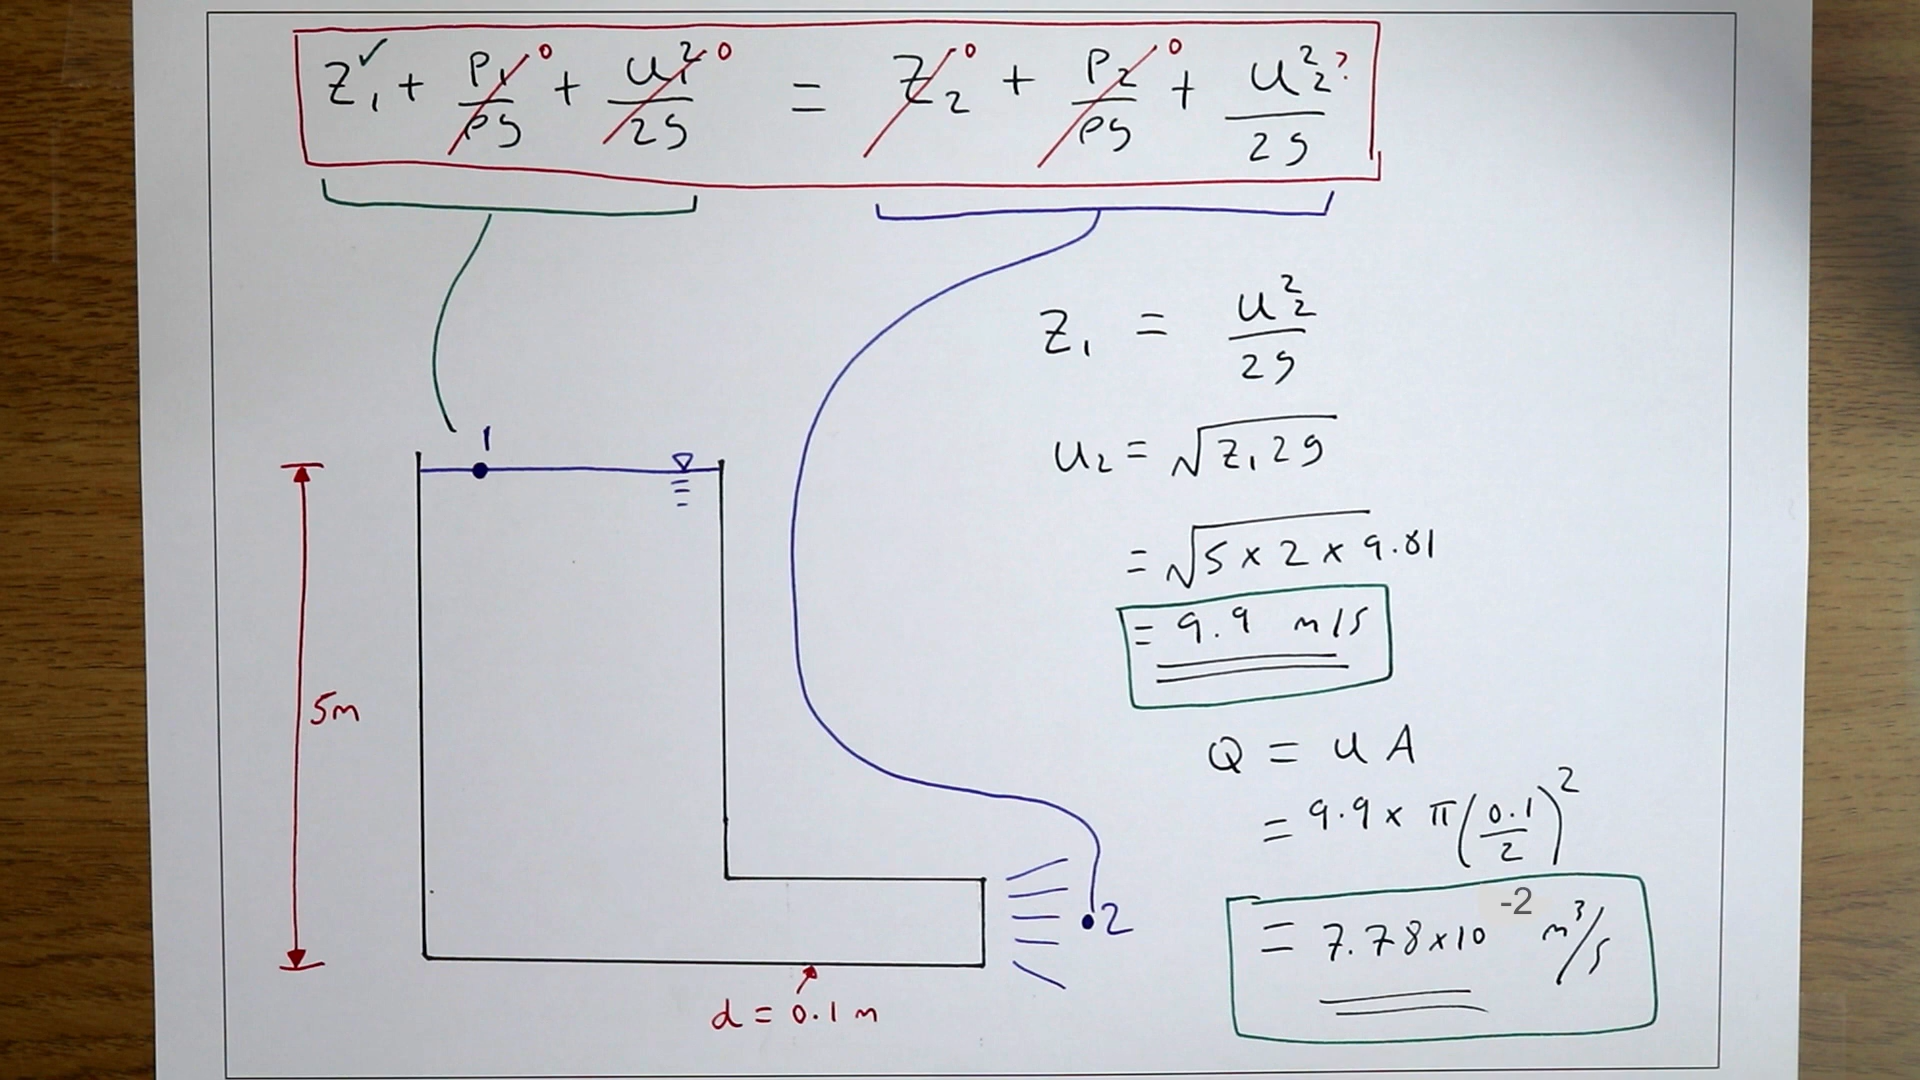 Z₁ ✓ + P₁/ρg 0 + u₁²/2g 0 = Z₂ 0 + P₂/ρg 0 + u₂²/2g ?
Z₁ = u₂²/2g
1
u₂ = √Z₁2g
= √5 × 2 × 9.81
= 9.9 m/s
5m
Q = u A
= 9.9 × π(0.1/2)²
2
= 7.78×10⁻² m³/s
d = 0.1 m